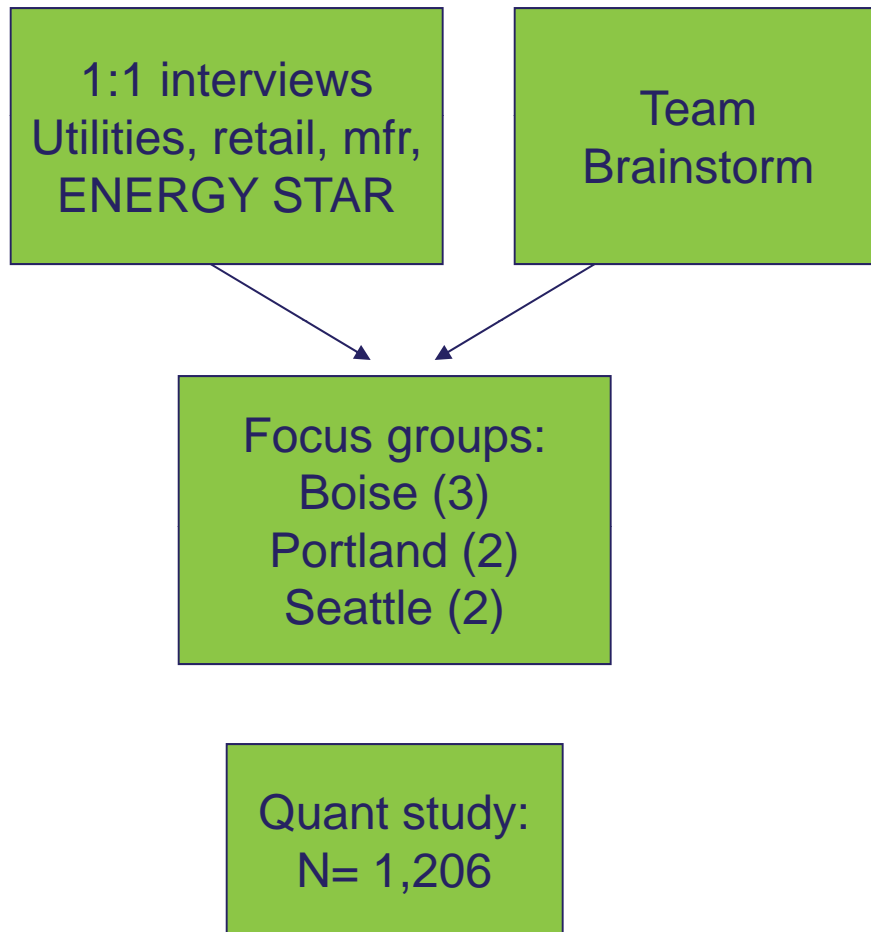 1:1 interviews
Utilities, retail, mfr,
ENERGY STAR
Team
Brainstorm
Focus groups:
Boise (3)
Portland (2)
Seattle (2)
Quant study:
N= 1,206